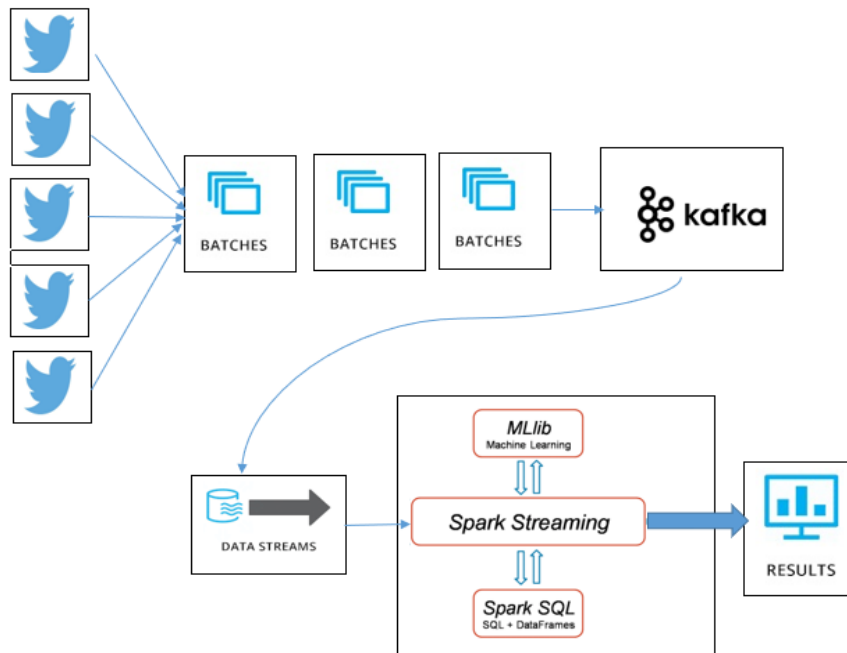 BATCHES
BATCHES
BATCHES
kafka
MLlib
Machine Learning
DATA STREAMS
Spark Streaming
RESULTS
Spark SQL
SQL + DataFrames